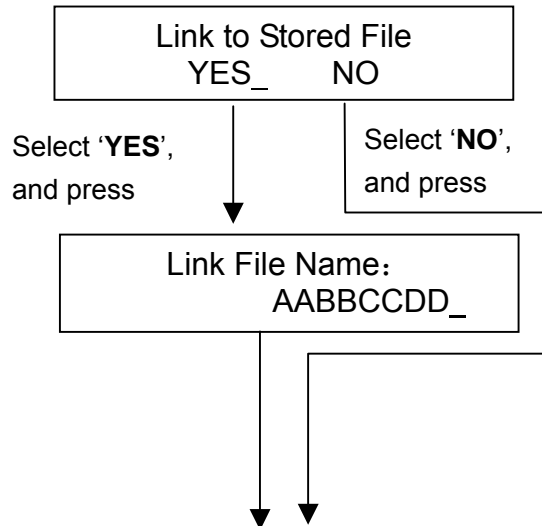 Link to Stored File
YES_ NO
Select ‘YES’,
and press
Select ‘NO’,
and press
Link File Name：
AABBCCDD_